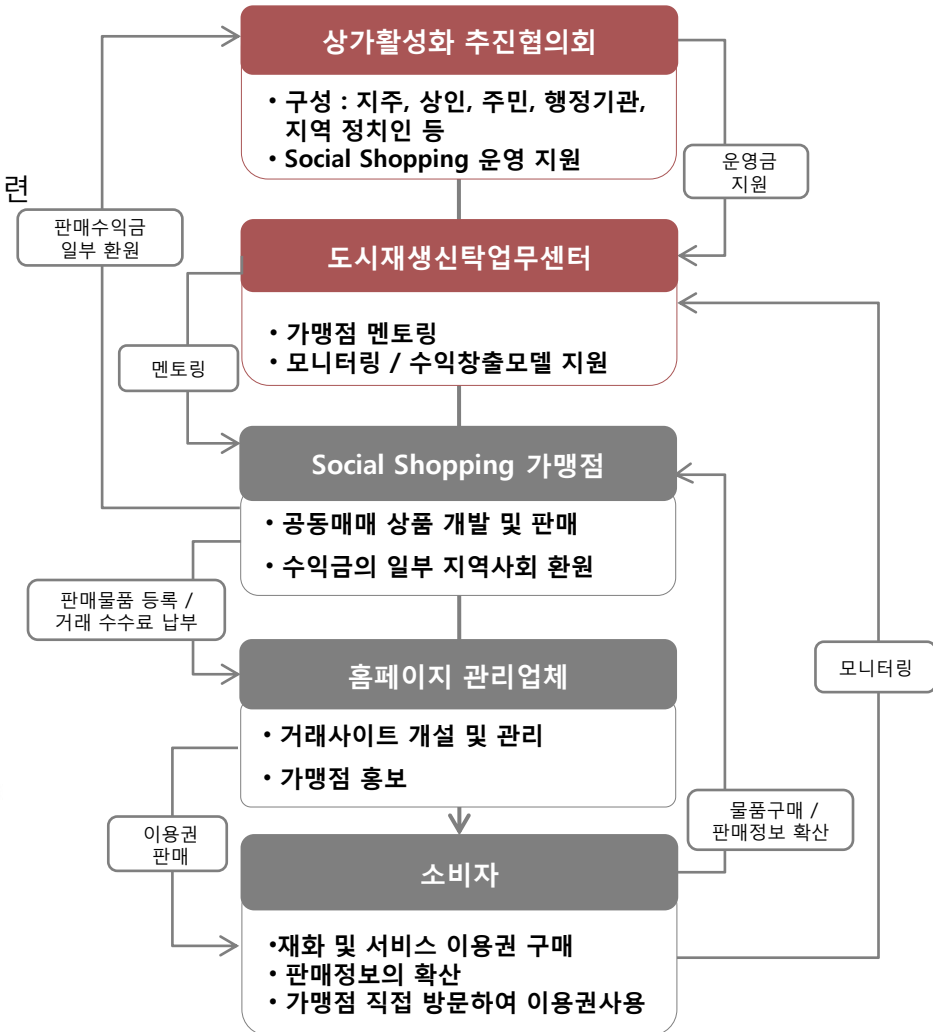 상가활성화 추진협의회
• 구성 : 지주, 상인, 주민, 행정기관,
지역 정치인 등
• Social Shopping 운영 지원
운영금
지원
련
판매수익금
일부 환원
도시재생신탁업무센터
• 가맹점 멘토링
• 모니터링 / 수익창출모델 지원
멘토링
Social Shopping 가맹점
• 공동매매 상품 개발 및 판매
• 수익금의 일부 지역사회 환원
판매물품 등록 /
거래 수수료 납부
홈페이지 관리업체
• 거래사이트 개설 및 관리
• 가맹점 홍보
모니터링
물품구매 /
판매정보 확산
이용권
판매
소비자
•재화 및 서비스 이용권 구매
• 판매정보의 확산
• 가맹점 직접 방문하여 이용권사용